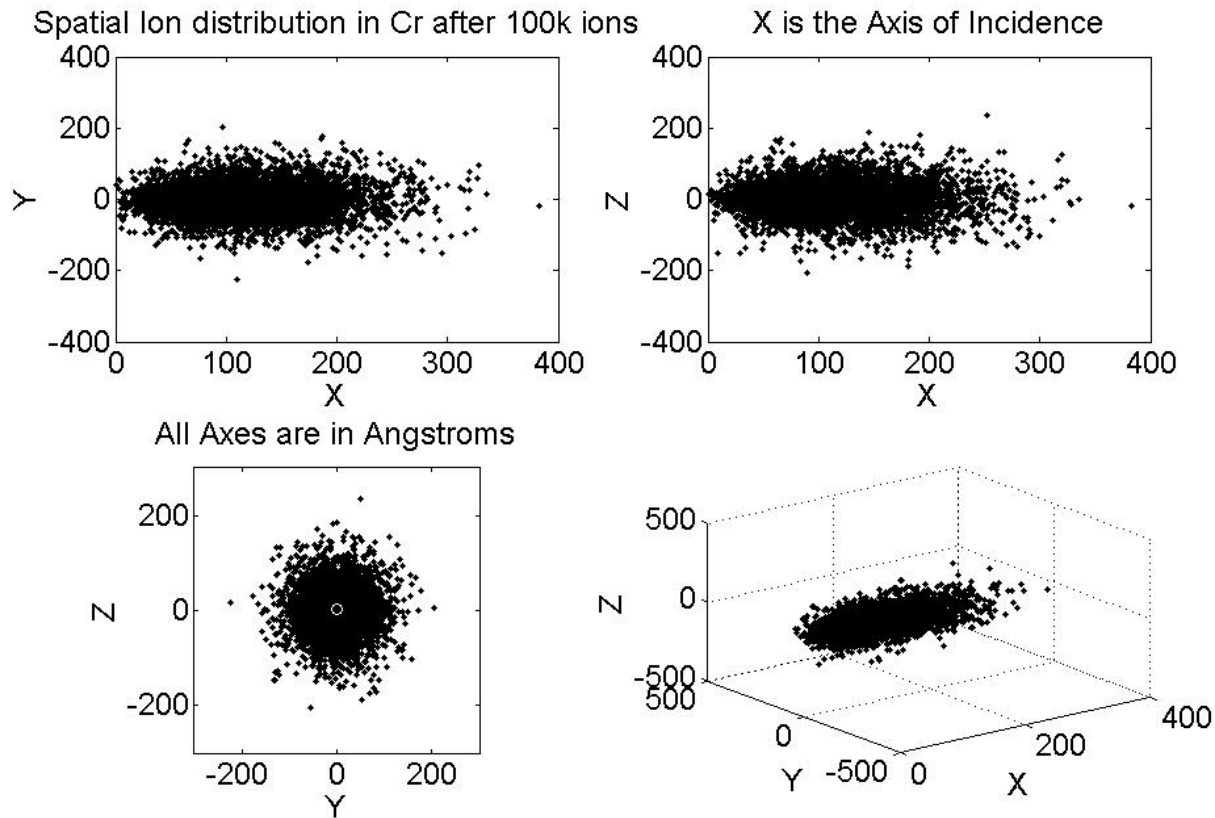 Spatial Ion distribution in Cr after 100k ions
400
200
0
-200
-400
Y
0 100 200 300 400
X
X is the Axis of Incidence
400
200
0
-200
-400
Z
0 100 200 300 400
X
All Axes are in Angstroms
200
0
-200
Z
-200 0 200
Y
500
0
-500
Z
500
0
-500
Y
0
200
400
X